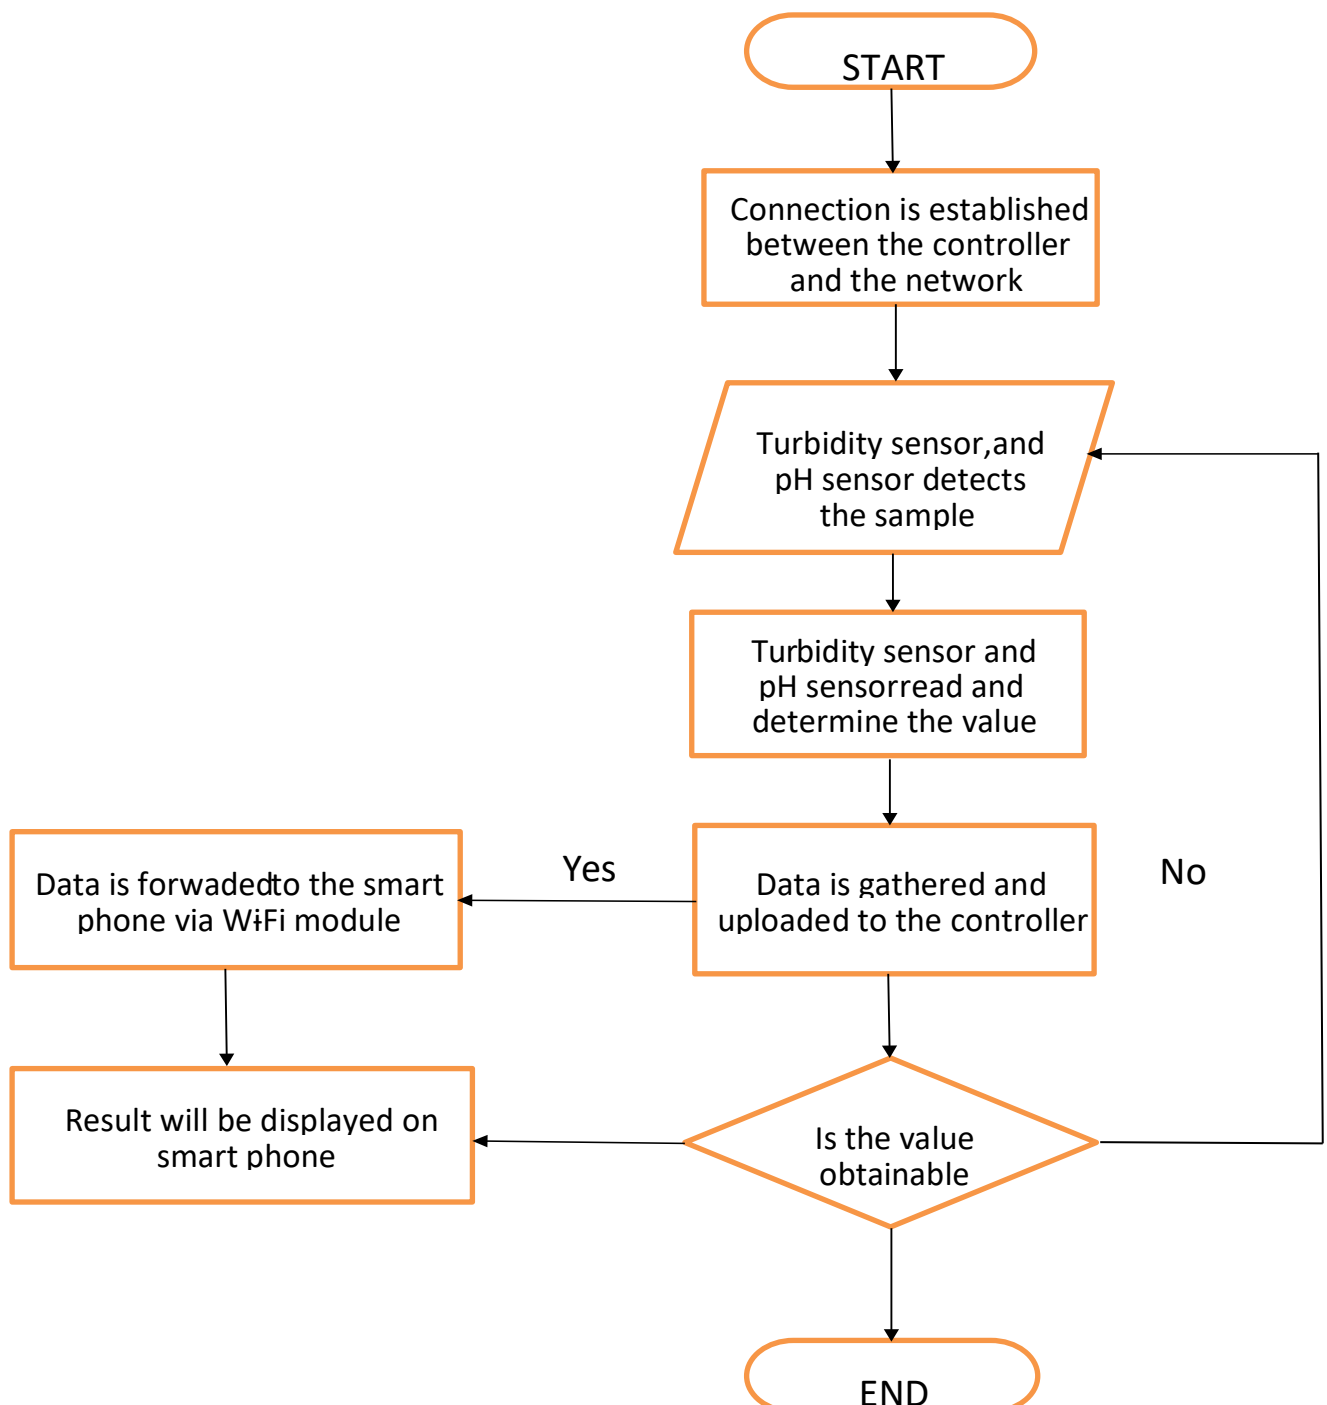 START
Connection is established
between the controller
and the network
Turbidity sensor,and
pH sensor detects
the sample
Turbidity sensor and
pH sensorread and
determine the value
Yes
No
Data is forwadedto the smart
phone via Wi-Fi module
Data is gathered and
uploaded to the controller
Result will be displayed on
smart phone
Is the value
obtainable
END